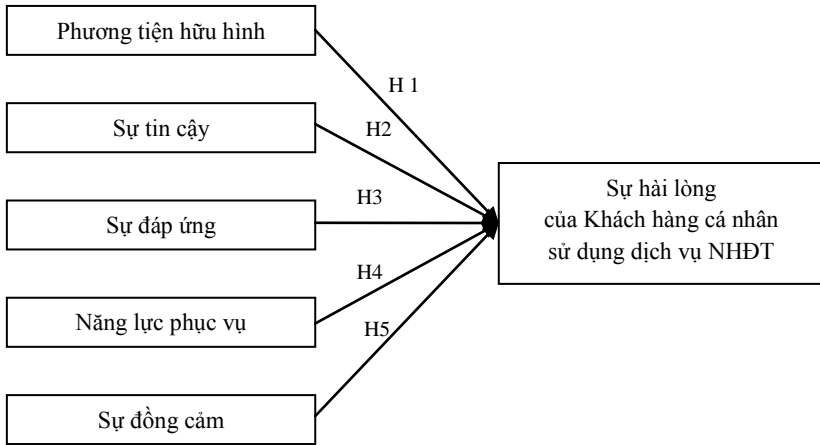 Phương tiện hữu hình
H 1
Sự tin cậy
H2
Sự đáp ứng
H3
Sự hài lòng
của Khách hàng cá nhân
sử dụng dịch vụ NHĐT
H4
Năng lực phục vụ
H5
Sự đồng cảm